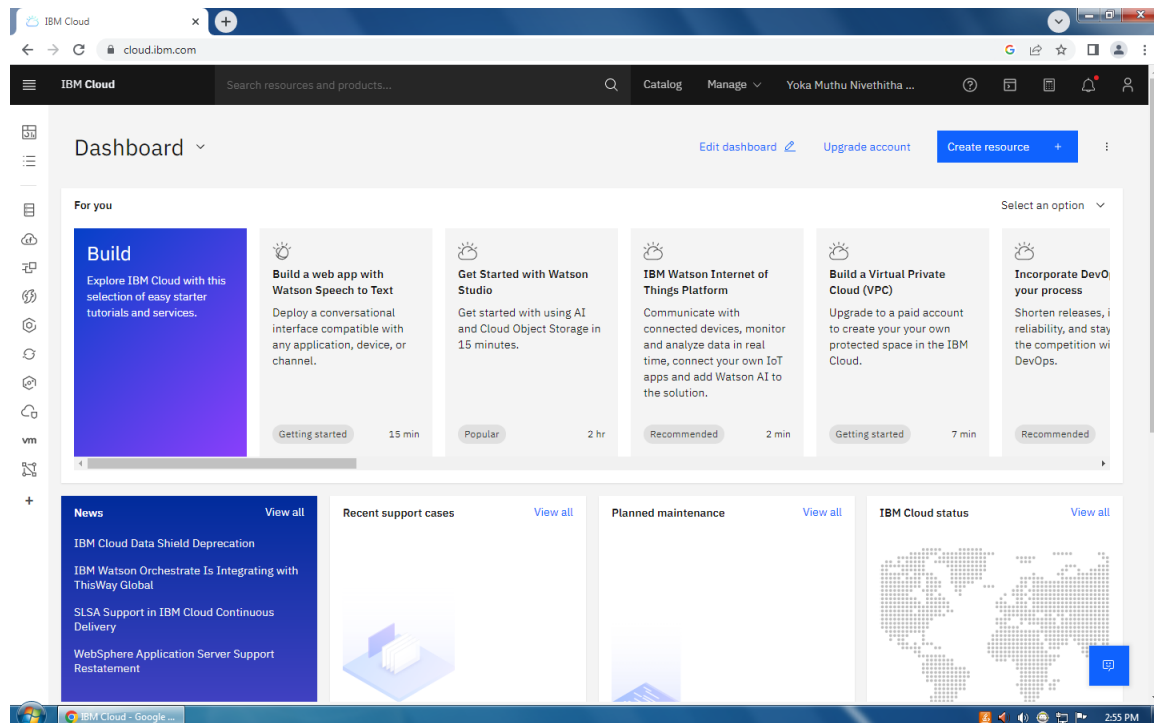 IBM Cloud
cloud.ibm.com
IBM Cloud
Search resources and products...
Catalog
Manage
Yoka Muthu Nivethitha ...
Dashboard
Edit dashboard
Upgrade account
Create resource +
For you
Select an option
Build
Explore IBM Cloud with this
selection of easy starter
tutorials and services.
Build a web app with
Watson Speech to Text
Deploy a conversational
interface compatible with
any application, device, or
channel.
Getting started
15 min
Get Started with Watson
Studio
Get started with using AI
and Cloud Object Storage in
15 minutes.
Popular
2 hr
IBM Watson Internet of
Things Platform
Communicate with
connected devices, monitor
and analyze data in real
time, connect your own IoT
apps and add Watson AI to
the solution.
Recommended
2 min
Build a Virtual Private
Cloud (VPC)
Upgrade to a paid account
to create your your own
protected space in the IBM
Cloud.
Getting started
7 min
Incorporate DevO
your process
Shorten releases, i
reliability, and stay
the competition wi
DevOps.
Recommended
vm
News
View all
IBM Cloud Data Shield Deprecation
IBM Watson Orchestrate Is Integrating with
ThisWay Global
SLSA Support in IBM Cloud Continuous
Delivery
WebSphere Application Server Support
Restatement
Recent support cases
View all
Planned maintenance
View all
IBM Cloud status
View all
IBM Cloud - Google ...
2:55 PM